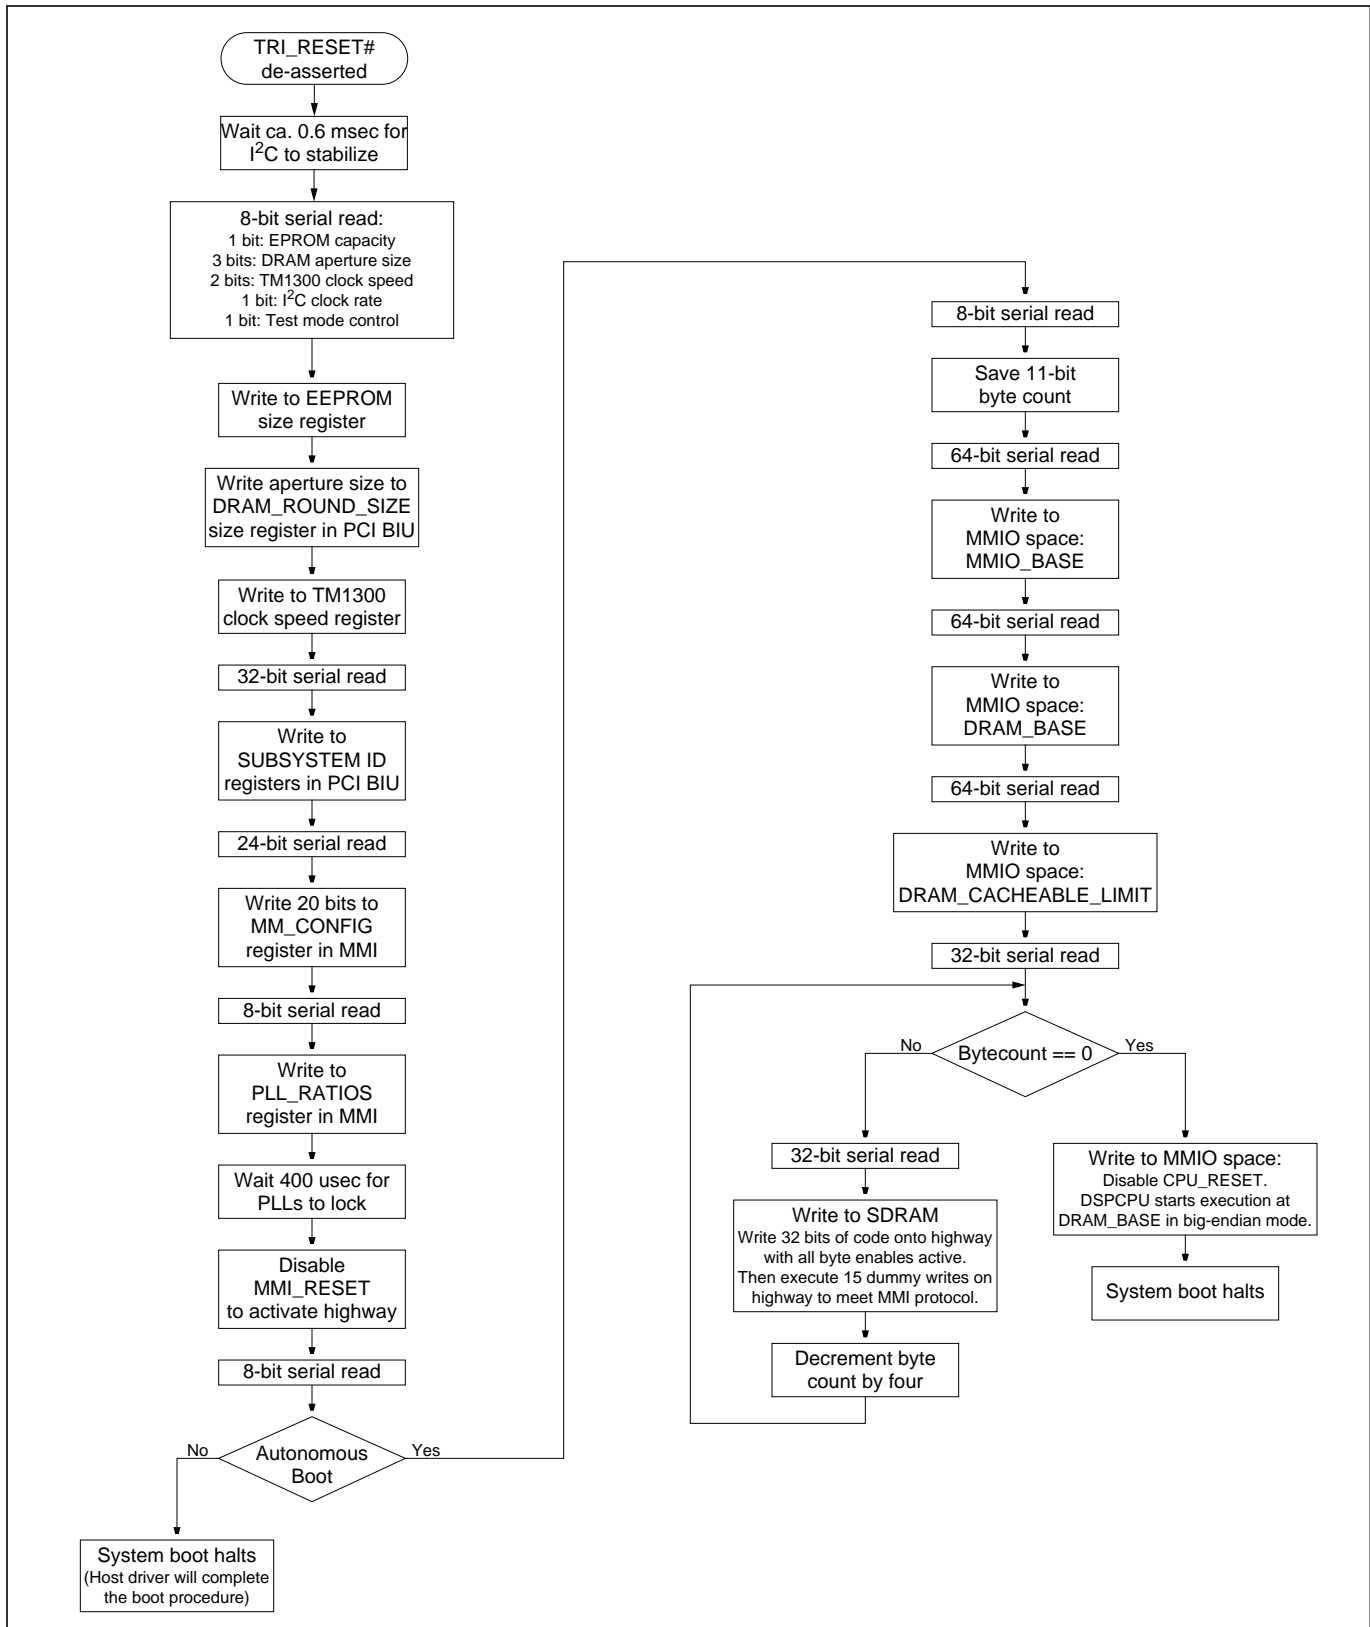 TRI_RESET#
de-asserted
Wait ca. 0.6 msec for
I²C to stabilize
8-bit serial read:
1 bit: EPROM capacity
3 bits: DRAM aperture size
2 bits: TM1300 clock speed
1 bit: I²C clock rate
1 bit: Test mode control
Write to EEPROM
size register
Write aperture size to
DRAM_ROUND_SIZE
size register in PCI BIU
Write to TM1300
clock speed register
32-bit serial read
Write to
SUBSYSTEM ID
registers in PCI BIU
24-bit serial read
Write 20 bits to
MM_CONFIG
register in MMI
8-bit serial read
Write to
PLL_RATIOS
register in MMI
Wait 400 usec for
PLLs to lock
Disable
MMI_RESET
to activate highway
8-bit serial read
No
Autonomous
Boot
Yes
System boot halts
(Host driver will complete
the boot procedure)
8-bit serial read
Save 11-bit
byte count
64-bit serial read
Write to
MMIO space:
MMIO_BASE
64-bit serial read
Write to
MMIO space:
DRAM_BASE
64-bit serial read
Write to
MMIO space:
DRAM_CACHEABLE_LIMIT
32-bit serial read
No
Bytecount == 0
Yes
32-bit serial read
Write to SDRAM
Write 32 bits of code onto highway
with all byte enables active.
Then execute 15 dummy writes on
highway to meet MMI protocol.
Decrement byte
count by four
Write to MMIO space:
Disable CPU_RESET.
DSPCPU starts execution at
DRAM_BASE in big-endian mode.
System boot halts